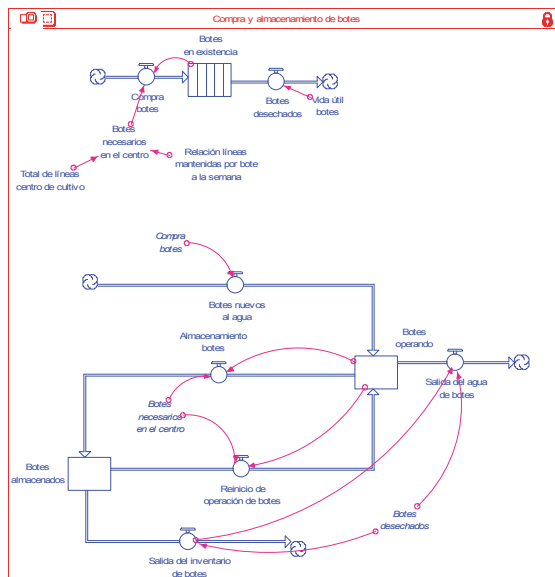 Compra y almacenamiento de botes
Botes
en existencia
Compra
botes
Botes
desechados
Vida útil
botes
Botes
necesarios
en el centro
Relación líneas
mantenidas por bote
a la semana
Total de líneas
centro de cultivo
Compra
botes
Botes nuevos
al agua
Almacenamiento
botes
Botes
operando
Salida del agua
de botes
Botes
necesarios
en el centro
Botes
almacenados
Reinicio de
operación de botes
Botes
desechados
Salida del inventario
de botes